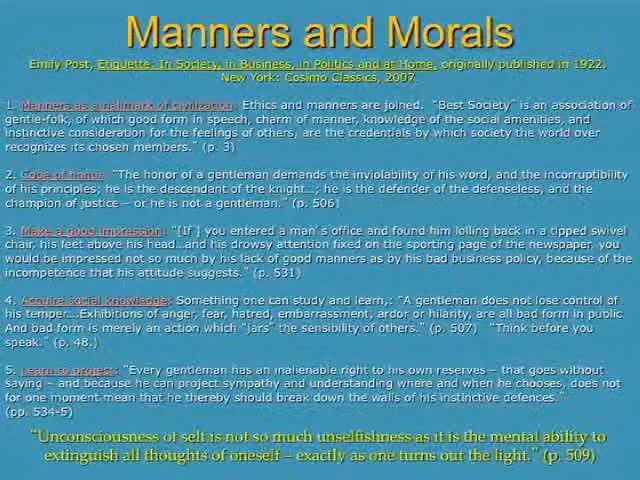 Manners and Morals
Emily Post, Etiquette: In Society, in Business, in Politics and at Home, originally published in 1922.
New York: Cosimo Classics, 2007.
1. Manners as a hallmark of civilization: Ethics and manners are joined. “Best Society” is an association of
gentle-folk, of which good form in speech, charm of manner, knowledge of the social amenities, and
instinctive consideration for the feelings of others, are the credentials by which society the world over
recognizes its chosen members.” (p. 3)
2. Code of honor: “The honor of a gentleman demands the inviolability of his word, and the incorruptibility
of his principles; he is the descendant of the knight…; he is the defender of the defenseless, and the
champion of justice – or he is not a gentleman.” (p. 506)
3. Make a good impression: “[If ] you entered a man’s office and found him lolling back in a tipped swivel
chair, his feet above his head…and his drowsy attention fixed on the sporting page of the newspaper, you
would be impressed not so much by his lack of good manners as by his bad business policy, because of the
incompetence that his attitude suggests.” (p. 531)
4. Acquire social knowledge: Something one can study and learn,: “A gentleman does not lose control of
his temper….Exhibitions of anger, fear, hatred, embarrassment, ardor or hilarity, are all bad form in public.
And bad form is merely an action which “jars” the sensibility of others.” (p. 507) “Think before you
speak.” (p. 48.)
5. Learn to project: “Every gentleman has an inalienable right to his own reserves – that goes without
saying – and because he can project sympathy and understanding where and when he chooses, does not
for one moment mean that he thereby should break down the walls of his instinctive defences.”
(pp. 534-5)
“Unconsciousness of self is not so much unselfishness as it is the mental ability to
extinguish all thoughts of oneself – exactly as one turns out the light.” (p. 509)